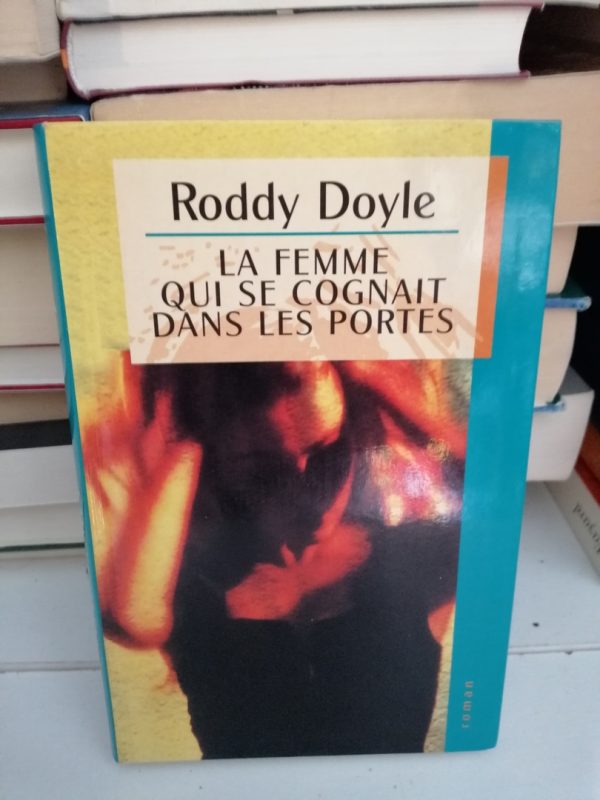 Roddy Doyle
LA FEMME
QUI SE COGNAIT
DANS LES PORTES
roman